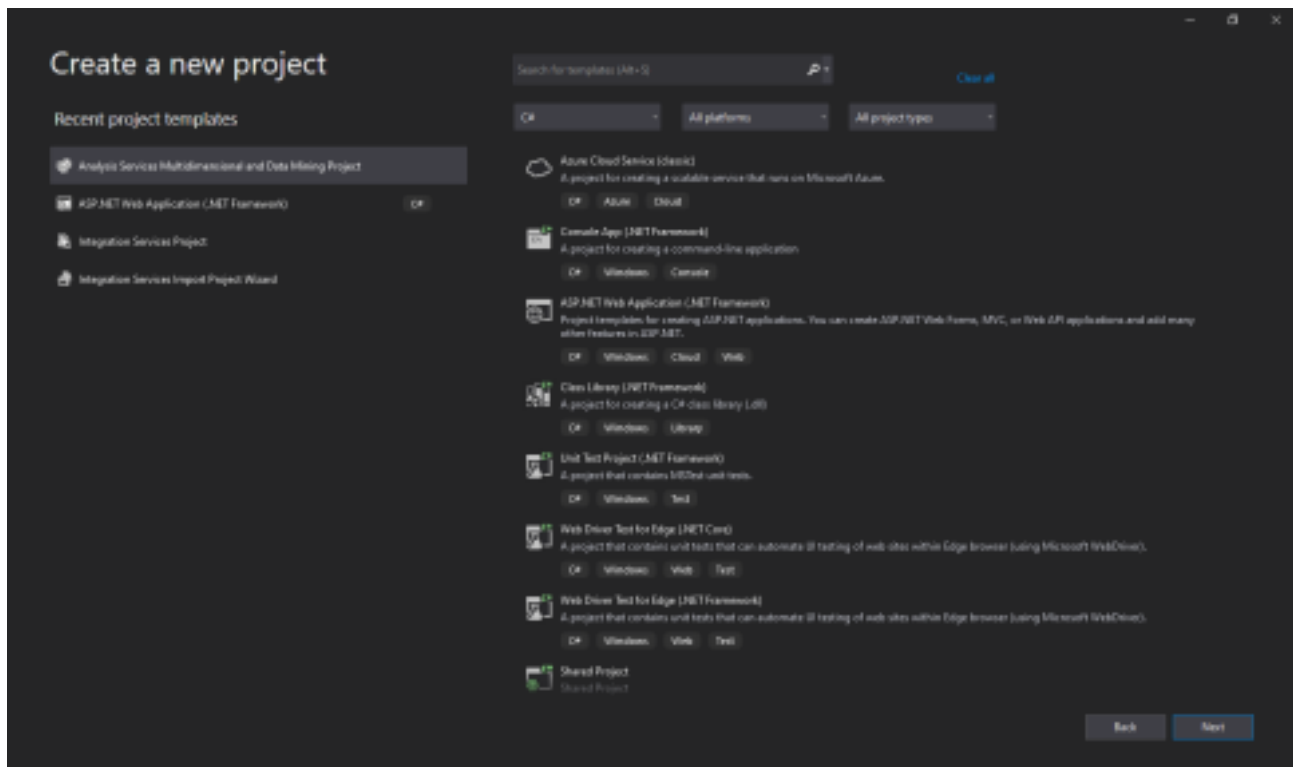 Create a new project
Search for templates (Alt+S)
Clear all
Recent project templates
C#
All platforms
All project types
Analysis Services Multidimensional and Data Mining Project
ASP.NET Web Application (.NET Framework)
C#
Integration Services Project
Integration Services Import Project Wizard
Azure Cloud Service (classic)
A project for creating a scalable service that runs on Microsoft Azure.
C# Azure Cloud
Console App (.NET Framework)
A project for creating a command-line application
C# Windows Console
ASP.NET Web Application (.NET Framework)
Project templates for creating ASP.NET applications. You can create ASP.NET Web Forms, MVC, or Web API applications and add many
other features in ASP.NET.
C# Windows Cloud Web
Class Library (.NET Framework)
A project for creating a C# class library (.dll)
C# Windows Library
Unit Test Project (.NET Framework)
A project that contains MSTest unit tests.
C# Windows Test
Web Driver Test for Edge (.NET Core)
A project that contains unit tests that can automate UI testing of web sites within Edge browser (using Microsoft WebDriver).
C# Windows Web Test
Web Driver Test for Edge (.NET Framework)
A project that contains unit tests that can automate UI testing of web sites within Edge browser (using Microsoft WebDriver).
C# Windows Web Test
Shared Project
Shared Project
Back
Next